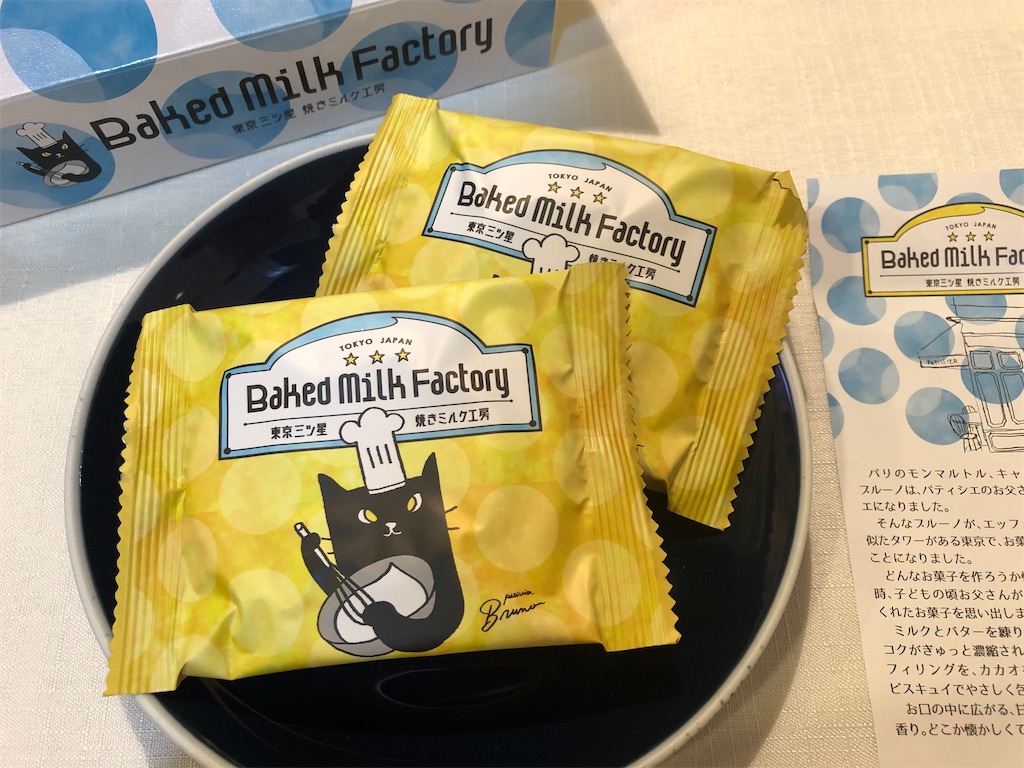 Baked Milk Factory
東京三ツ星 焼きミルク工房
TOKYO JAPAN
Baked Milk Factory
東京三ツ星 焼きミルク工房
TOKYO JAPAN
Baked Milk Factory
東京三ツ星 焼きミルク工房
Bruno
TOKYO JAPAN
Baked Milk Fac
東京三ツ星 焼きミルク工房
PATISSIER
パリのモンマルトル、キャ
ブルーノは、パティシエのお父さ
エになりました。
そんなブルーノが、エッフ
似たタワーがある東京で、お菓
ことになりました。
どんなお菓子を作ろうか
時、子どもの頃お父さんが
くれたお菓子を思い出しま
ミルクとバターを練り
コクがぎゅっと濃縮され
フィリングを、カカオ
ビスキュイでやさしく包
お口の中に広がる、甘
香り。どこか懐かしくて